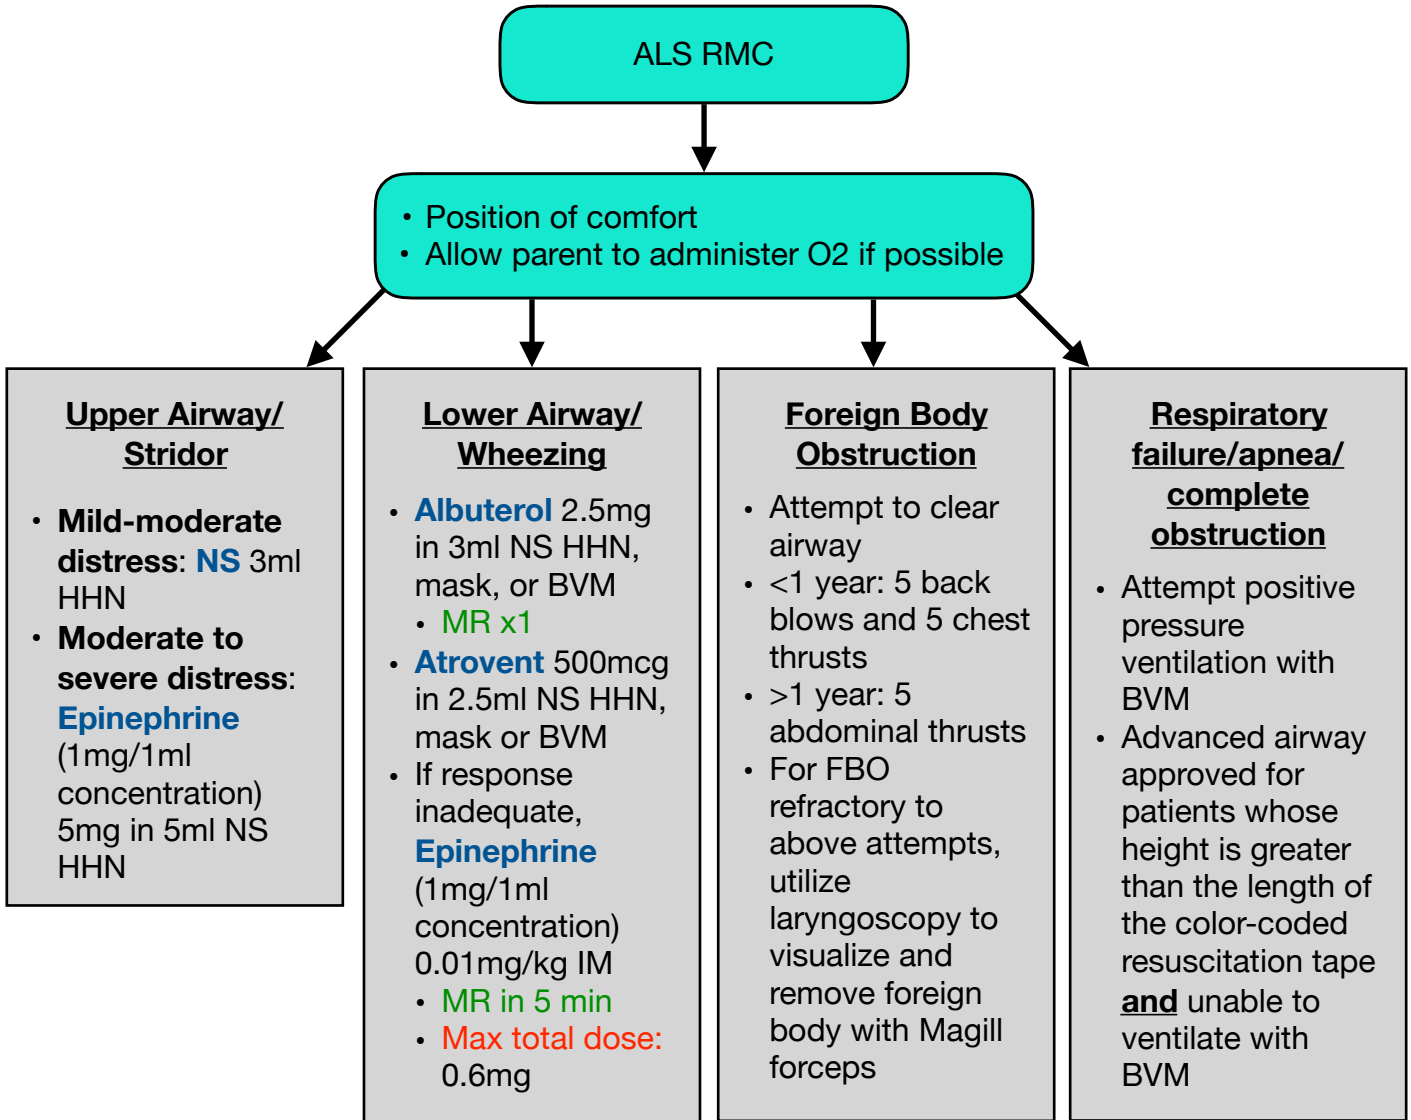 ALS RMC
• Position of comfort
• Allow parent to administer O2 if possible
Upper Airway/
Stridor
• Mild-moderate
distress: NS 3ml
HHN
• Moderate to
severe distress:
Epinephrine
(1mg/1ml
concentration)
5mg in 5ml NS
HHN
Lower Airway/
Wheezing
• Albuterol 2.5mg
in 3ml NS HHN,
mask, or BVM
• MR x1
• Atrovent 500mcg
in 2.5ml NS HHN,
mask or BVM
• If response
inadequate,
Epinephrine
(1mg/1ml
concentration)
0.01mg/kg IM
• MR in 5 min
• Max total dose:
0.6mg
Foreign Body
Obstruction
• Attempt to clear
airway
• <1 year: 5 back
blows and 5 chest
thrusts
• >1 year: 5
abdominal thrusts
• For FBO
refractory to
above attempts,
utilize
laryngoscopy to
visualize and
remove foreign
body with Magill
forceps
Respiratory
failure/apnea/
complete
obstruction
• Attempt positive
pressure
ventilation with
BVM
• Advanced airway
approved for
patients whose
height is greater
than the length of
the color-coded
resuscitation tape
and unable to
ventilate with
BVM